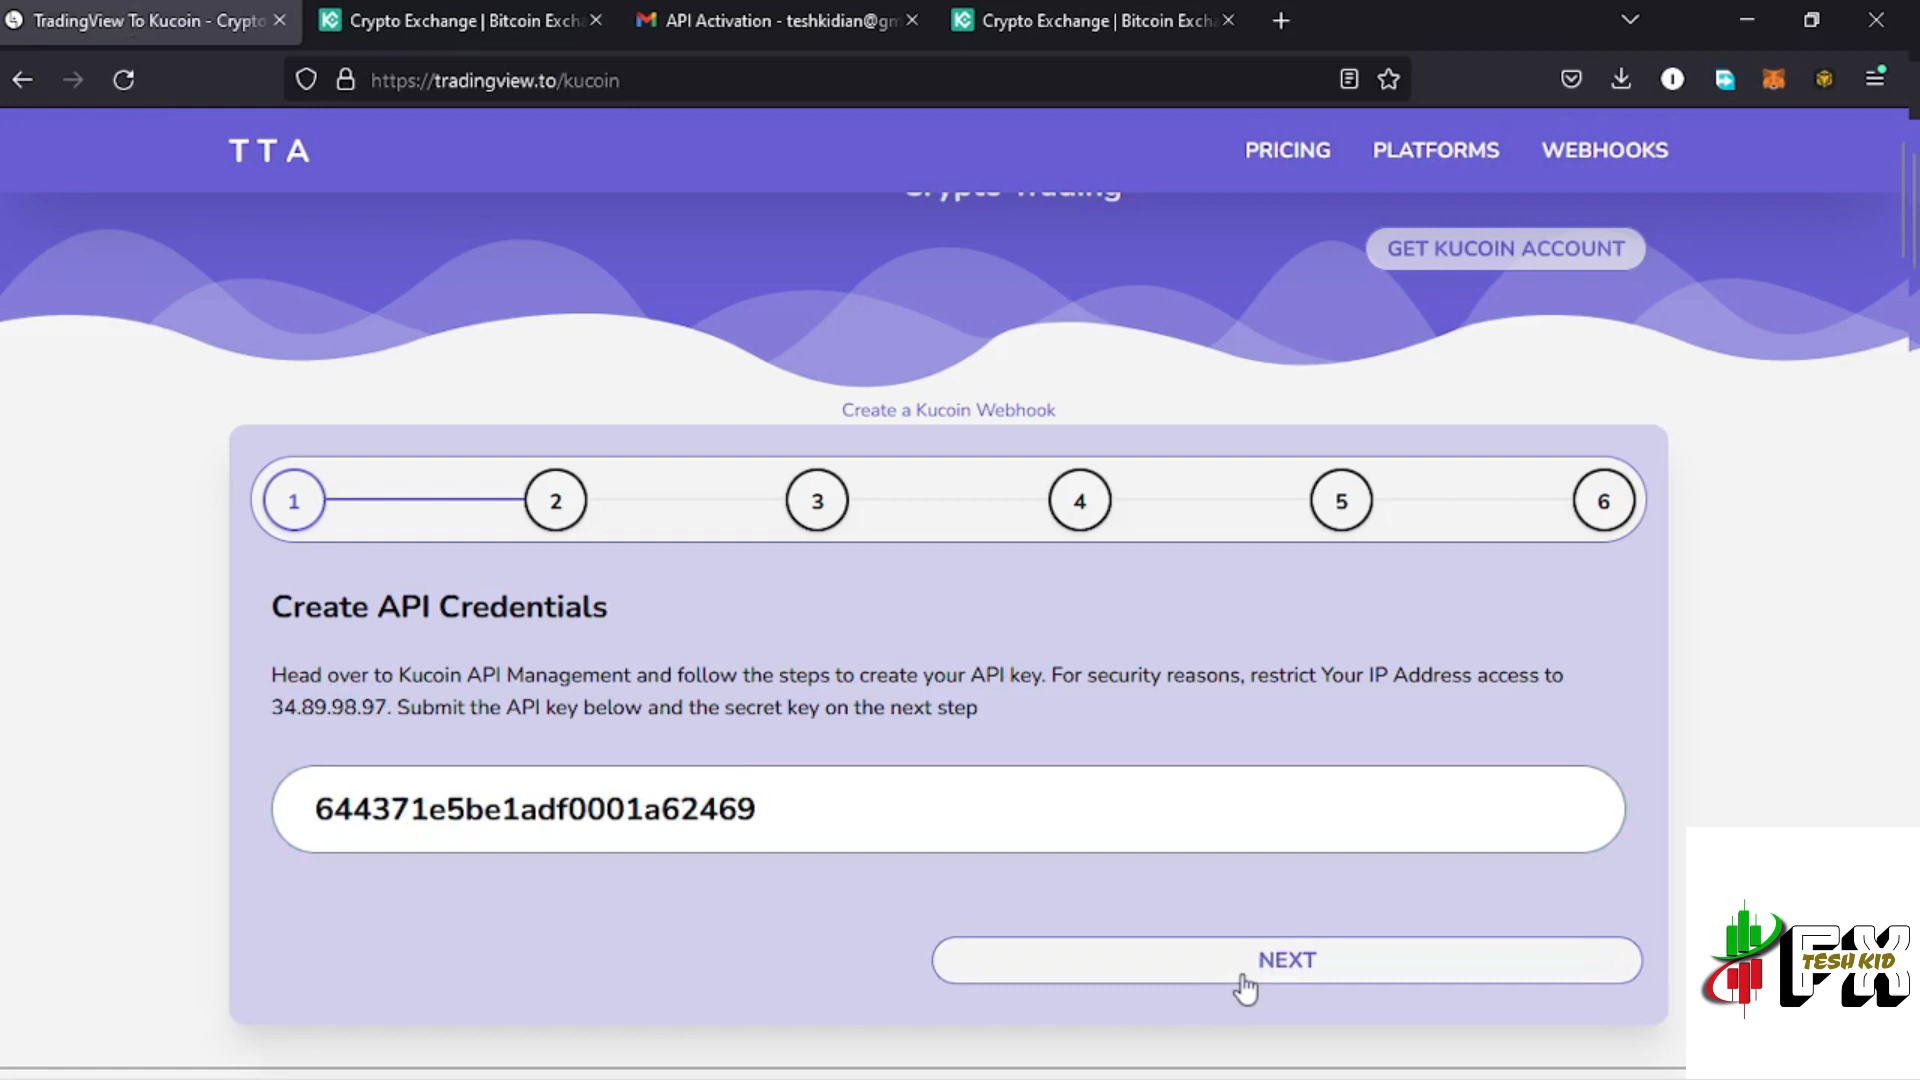 TradingView To Kucoin - Crypto
Crypto Exchange | Bitcoin Excha
API Activation - teshkidian@gm
Crypto Exchange | Bitcoin Exch
https://tradingview.to/kucoin
TTA
PRICING
PLATFORMS
WEBHOOKS
Crypto Trading
GET KUCOIN ACCOUNT
Create a Kucoin Webhook
1
2
3
4
5
6
Create API Credentials
Head over to Kucoin API Management and follow the steps to create your API key. For security reasons, restrict Your IP Address access to
34.89.98.97. Submit the API key below and the secret key on the next step
644371e5be1adf0001a62469
NEXT
FX
TESH KID